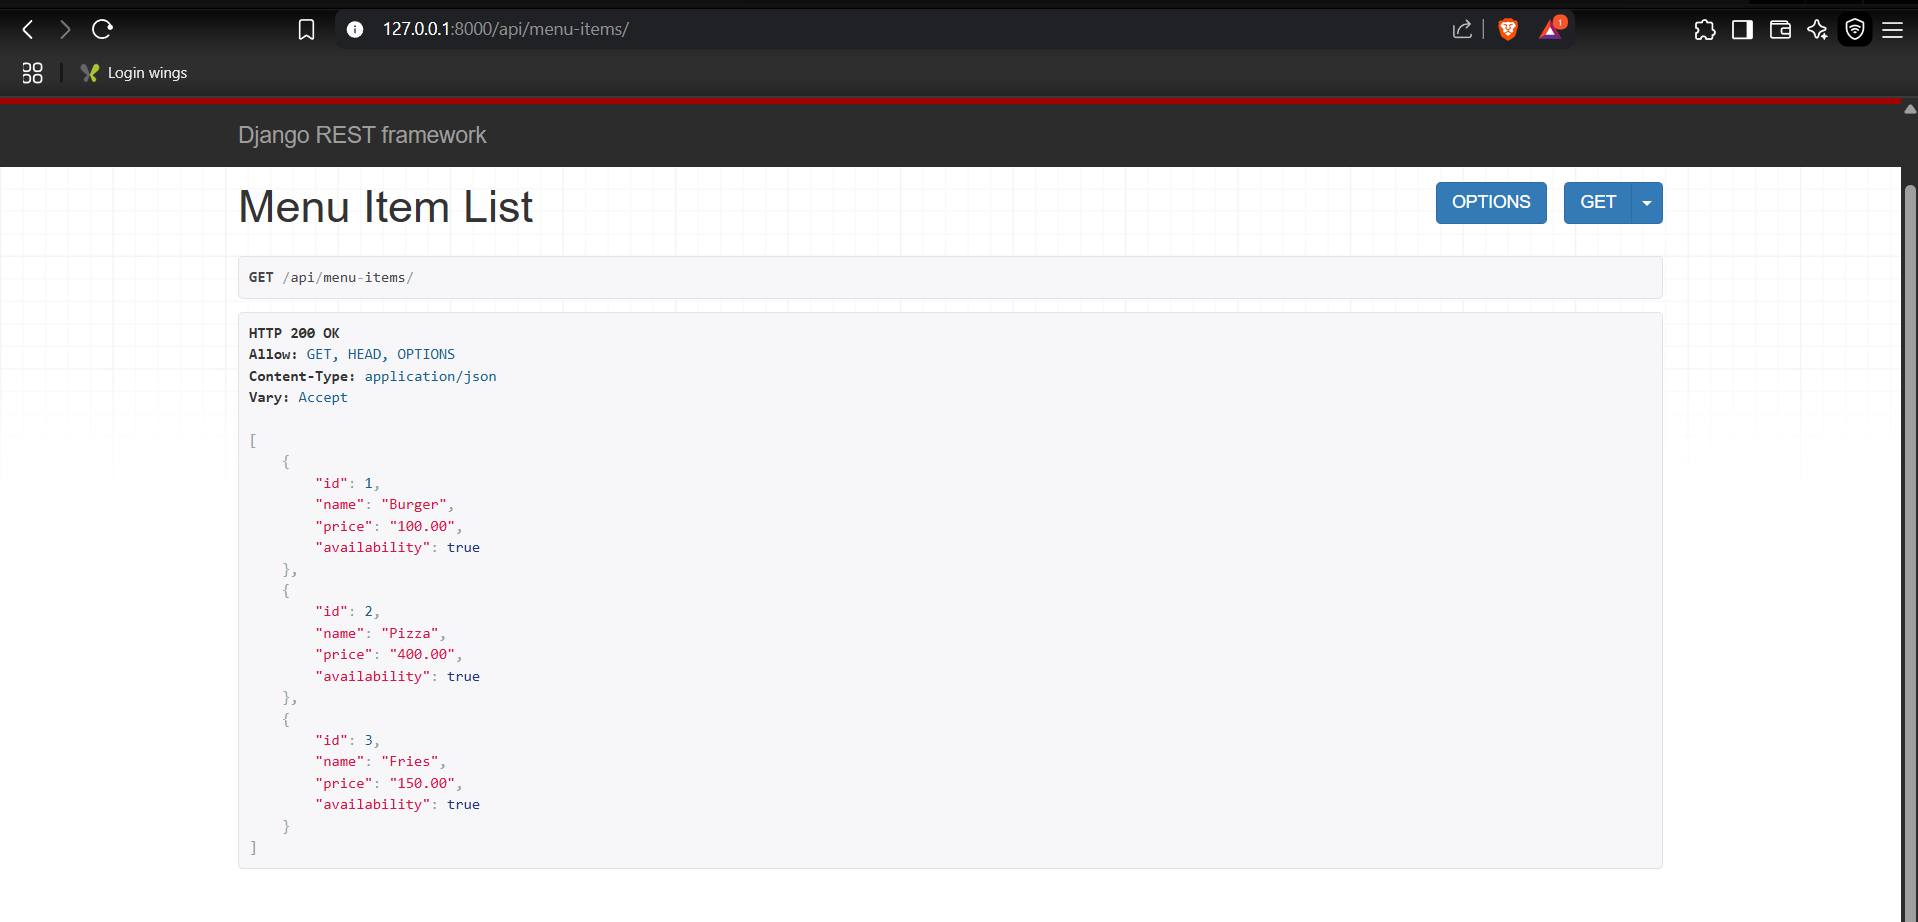 127.0.0.1:8000/api/menu-items/
1
Login wings
Django REST framework
Menu Item List
OPTIONS
GET
GET /api/menu-items/
HTTP 200 OK
Allow: GET, HEAD, OPTIONS
Content-Type: application/json
Vary: Accept
[
    {
        "id": 1,
        "name": "Burger",
        "price": "100.00",
        "availability": true
    },
    {
        "id": 2,
        "name": "Pizza",
        "price": "400.00",
        "availability": true
    },
    {
        "id": 3,
        "name": "Fries",
        "price": "150.00",
        "availability": true
    }
]